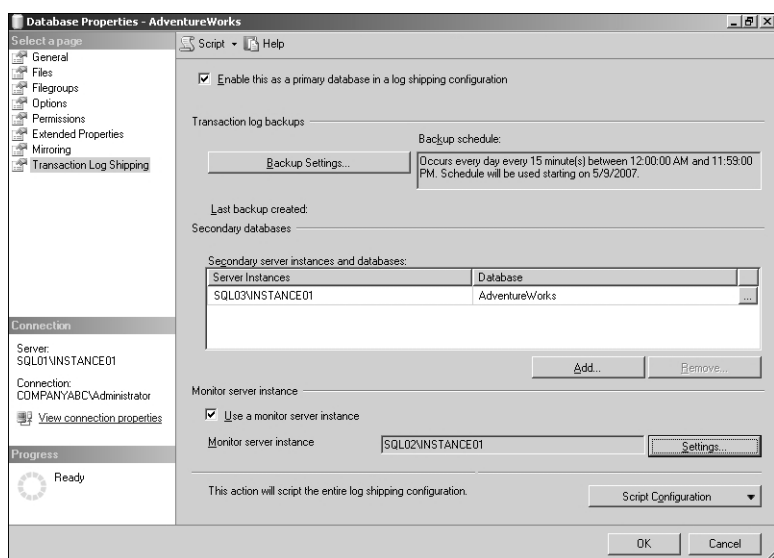 Database Properties - AdventureWorks
Select a page
General
Files
Filegroups
Options
Permissions
Extended Properties
Mirroring
Transaction Log Shipping
Script
Help
Enable this as a primary database in a log shipping configuration
Transaction log backups
Backup schedule:
Backup Settings...
Occurs every day every 15 minute(s) between 12:00:00 AM and 11:59:00
PM. Schedule will be used starting on 5/9/2007.
Last backup created:
Secondary databases
Secondary server instances and databases:
Server Instances Database
SQL03\INSTANCE01 AdventureWorks ...
Add... Remove...
Connection
Server:
SQL01\INSTANCE01
Connection:
COMPANYABC\Administrator
View connection properties
Monitor server instance
Use a monitor server instance
Monitor server instance SQL02\INSTANCE01 Settings...
Progress
Ready
This action will script the entire log shipping configuration.
Script Configuration
OK Cancel